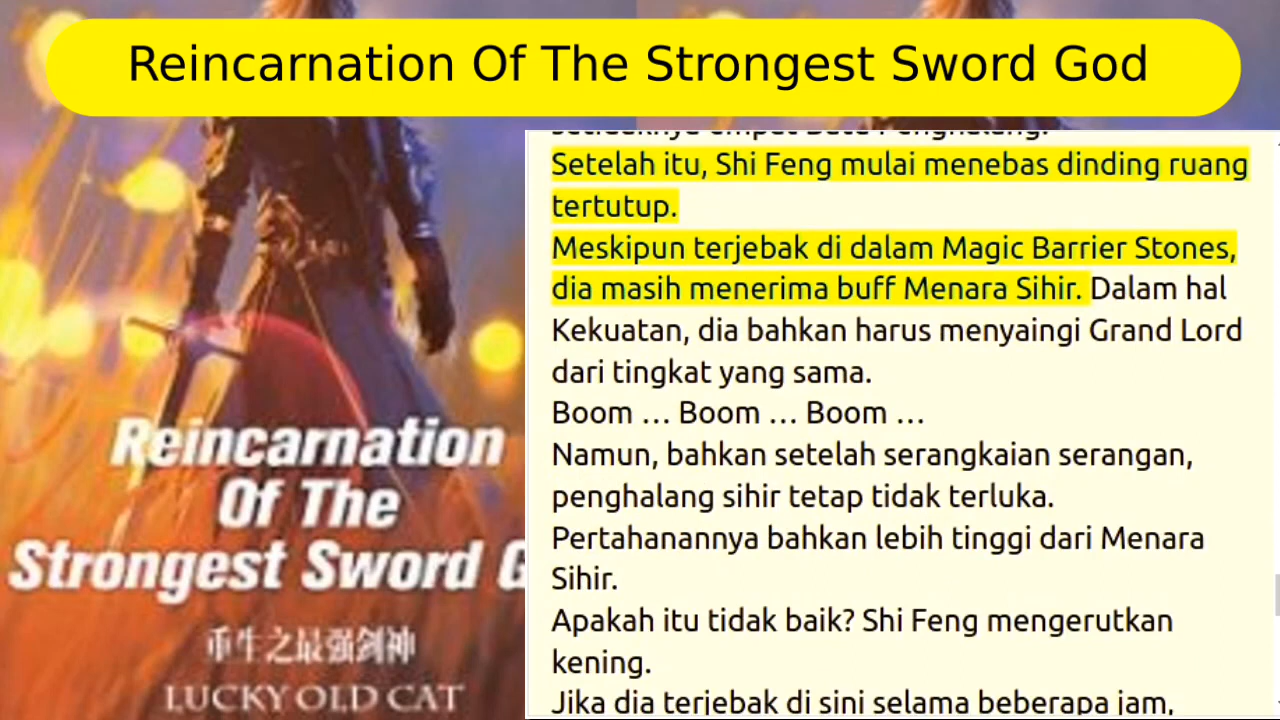 Reincarnation Of The Strongest Sword God
Setelah itu, Shi Feng mulai menebas dinding ruang
tertutup.
Meskipun terjebak di dalam Magic Barrier Stones,
dia masih menerima buff Menara Sihir. Dalam hal
Kekuatan, dia bahkan harus menyaingi Grand Lord
dari tingkat yang sama.
Boom … Boom … Boom …
Namun, bahkan setelah serangkaian serangan,
penghalang sihir tetap tidak terluka.
Pertahanannya bahkan lebih tinggi dari Menara
Sihir.
Apakah itu tidak baik? Shi Feng mengerutkan
kening.
Jika dia terjebak di sini selama beberapa jam,
Reincarnation
Of The
Strongest Sword G
重生之最强剑神
LUCKY OLD CAT